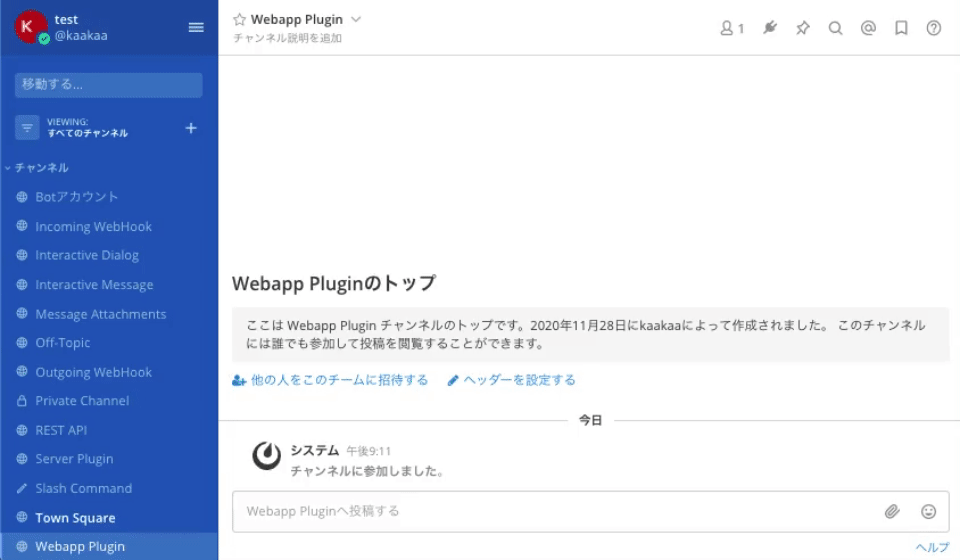 K
test
@kaakaa
移動する...
VIEWING:
すべてのチャンネル
チャンネル
Botアカウント
Incoming WebHook
Interactive Dialog
Interactive Message
Message Attachments
Off-Topic
Outgoing WebHook
Private Channel
REST API
Server Plugin
Slash Command
Town Square
Webapp Plugin
Webapp Plugin
チャンネル説明を追加
1
Webapp Pluginのトップ
ここは Webapp Plugin チャンネルのトップです。2020年11月28日にkaakaaによって作成されました。 このチャンネル
には誰でも参加して投稿を閲覧することができます。
他の人をこのチームに招待する ヘッダーを設定する
今日
システム 午後9:11
チャンネルに参加しました。
Webapp Pluginへ投稿する
ヘルプ